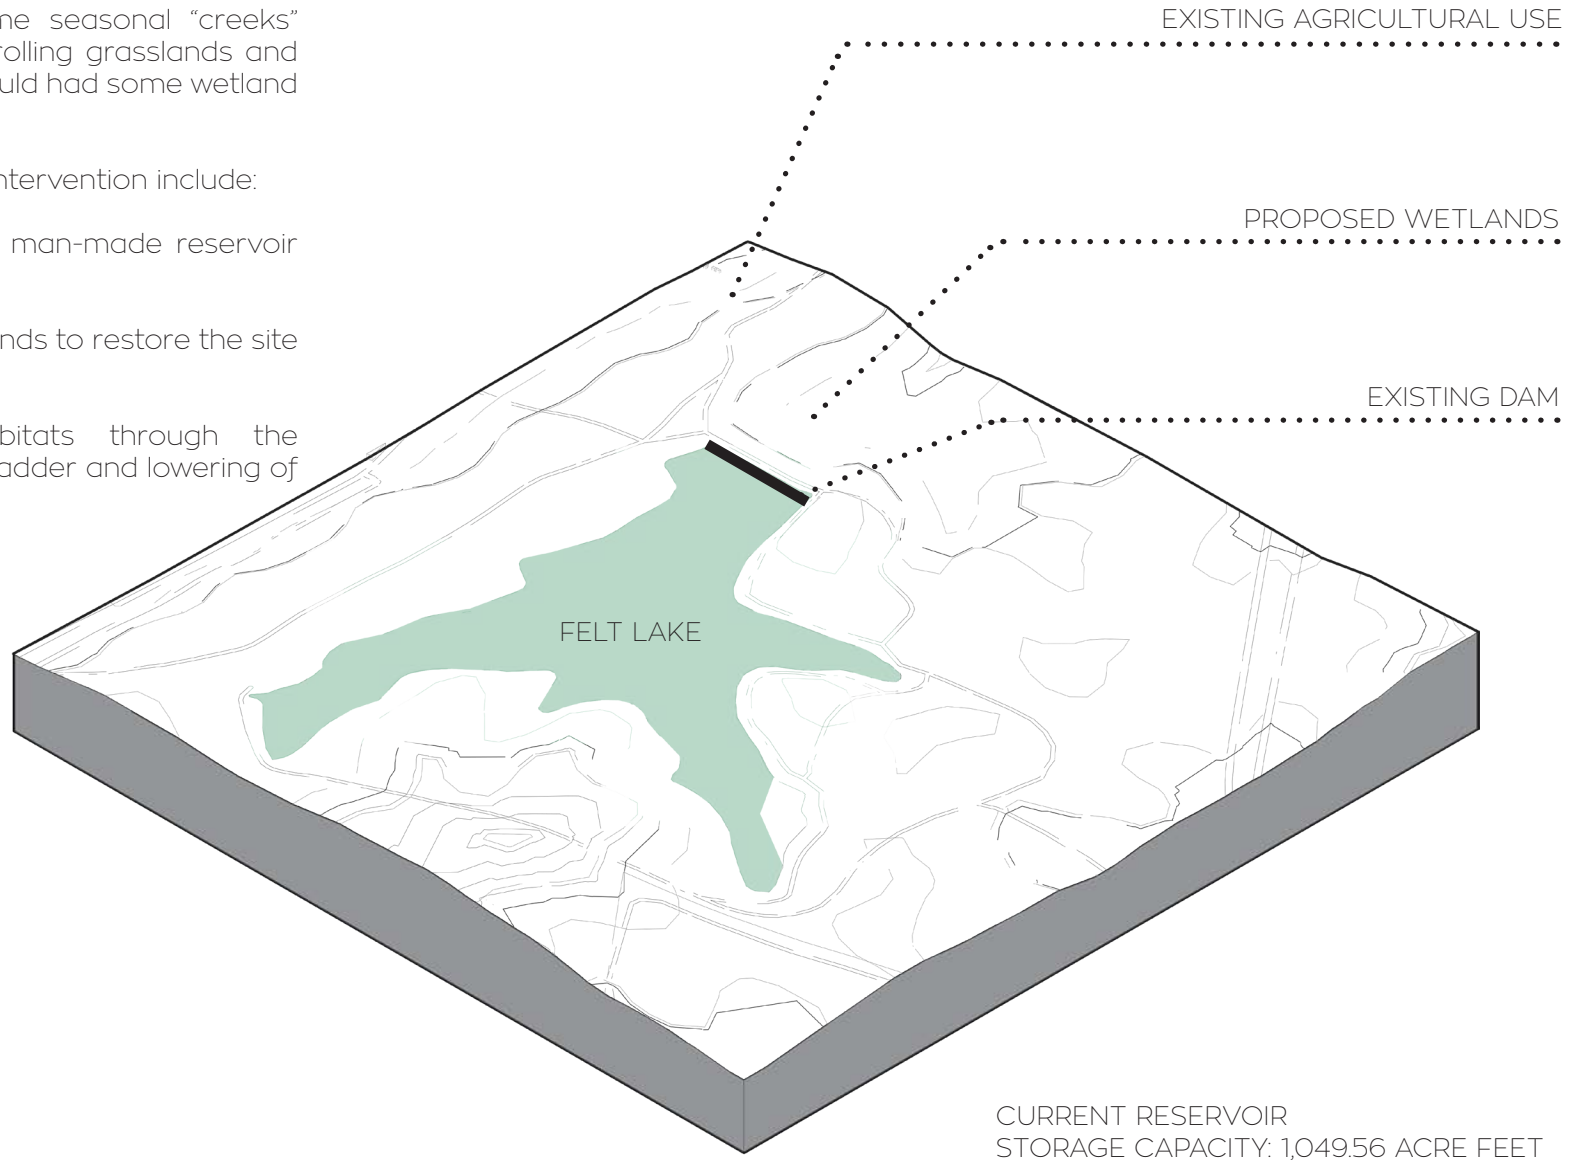 me seasonal “creeks”
rolling grasslands and
uld had some wetland
ntervention include:
man-made reservoir
nds to restore the site
bitats through the
adder and lowering of
EXISTING AGRICULTURAL USE
PROPOSED WETLANDS
EXISTING DAM
FELT LAKE
CURRENT RESERVOIR
STORAGE CAPACITY: 1,049.56 ACRE FEET